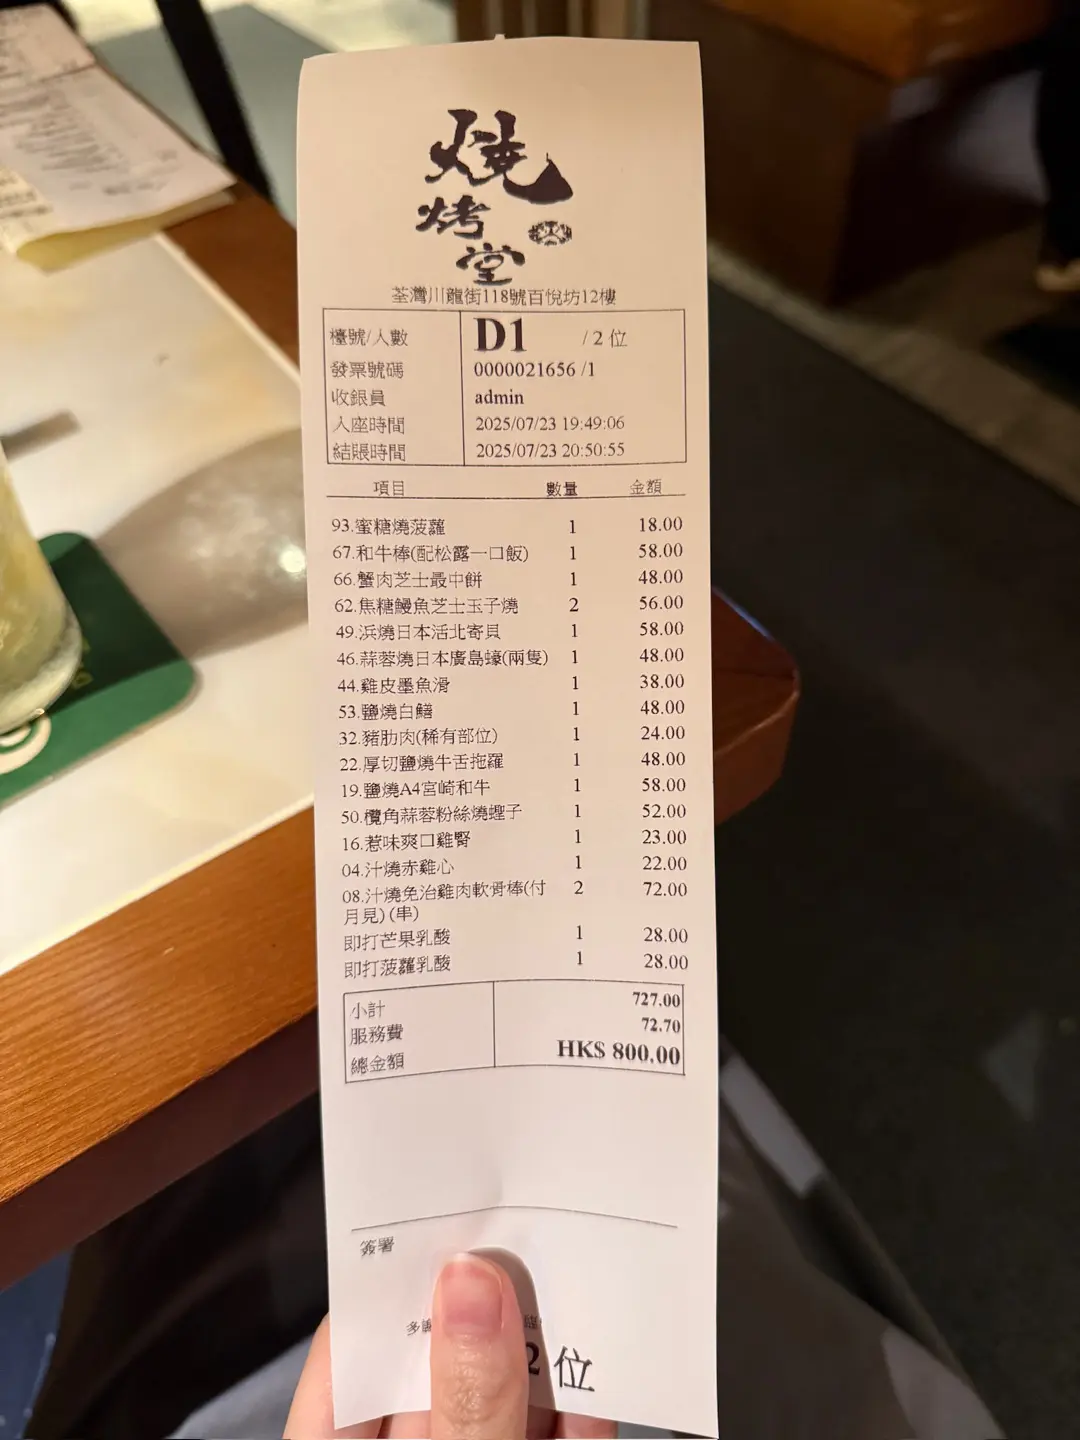 燒
烤
堂
荃灣川龍街118號百悅坊12樓
檯號/人數 D1 /2 位
發票號碼 0000021656 /1
收銀員 admin
入座時間 2025/07/23 19:49:06
結賬時間 2025/07/23 20:50:55
項目 數量 金額
93.蜜糖燒菠蘿 1 18.00
67.和牛棒(配松露一口飯) 1 58.00
66.蟹肉芝士最中餅 1 48.00
62.焦糖鰻魚芝士玉子燒 2 56.00
49.浜燒日本活北寄貝 1 58.00
46.蒜蓉燒日本廣島蠔(兩隻) 1 48.00
44.雞皮墨魚滑 1 38.00
53.鹽燒白鱔 1 48.00
32.豬肋肉(稀有部位) 1 24.00
22.厚切鹽燒牛舌拖羅 1 48.00
19.鹽燒A4宮崎和牛 1 58.00
50.欖角蒜蓉粉絲燒蟶子 1 52.00
16.惹味爽口雞腎 1 23.00
04.汁燒赤雞心 1 22.00
08.汁燒免治雞肉軟骨棒(付 2 72.00
月見) (串)
即打芒果乳酸 1 28.00
即打菠蘿乳酸 1 28.00
小計 727.00
服務費 72.70
總金額 HK$ 800.00
簽署
多
2 位